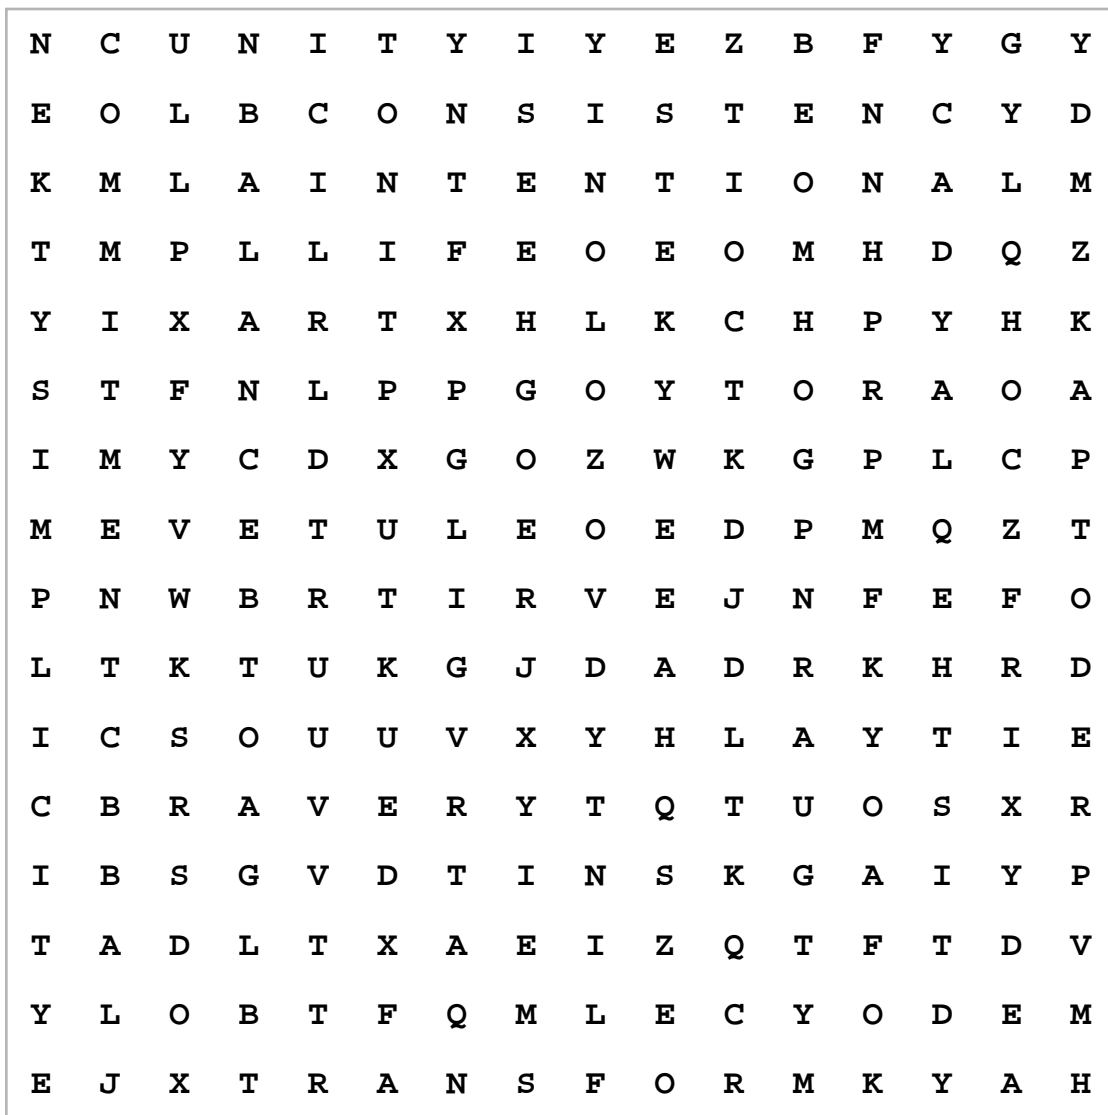 N C U N I T Y I Y E Z B F Y G Y
E O L B C O N S I S T E N C Y D
K M L A I N T E N T I O N A L M
T M P L L I F E O E O M H D Q Z
Y I X A R T X H L K C H P Y H K
S T F N L P P G O Y T O R A O A
I M Y C D X G O Z W K G P L C P
M E V E T U L E O E D P M Q Z T
P N W B R T I R V E J N F E F O
L T K T U K G J D A D R K H R D
I C S O U U V X Y H L A Y T I E
C B R A V E R Y T Q T U O S X R
I B S G V D T I N S K G A I Y P
T A D L T X A E I Z Q T F T D V
Y L O B T F Q M L E C Y O D E M
E J X T R A N S F O R M K Y A H